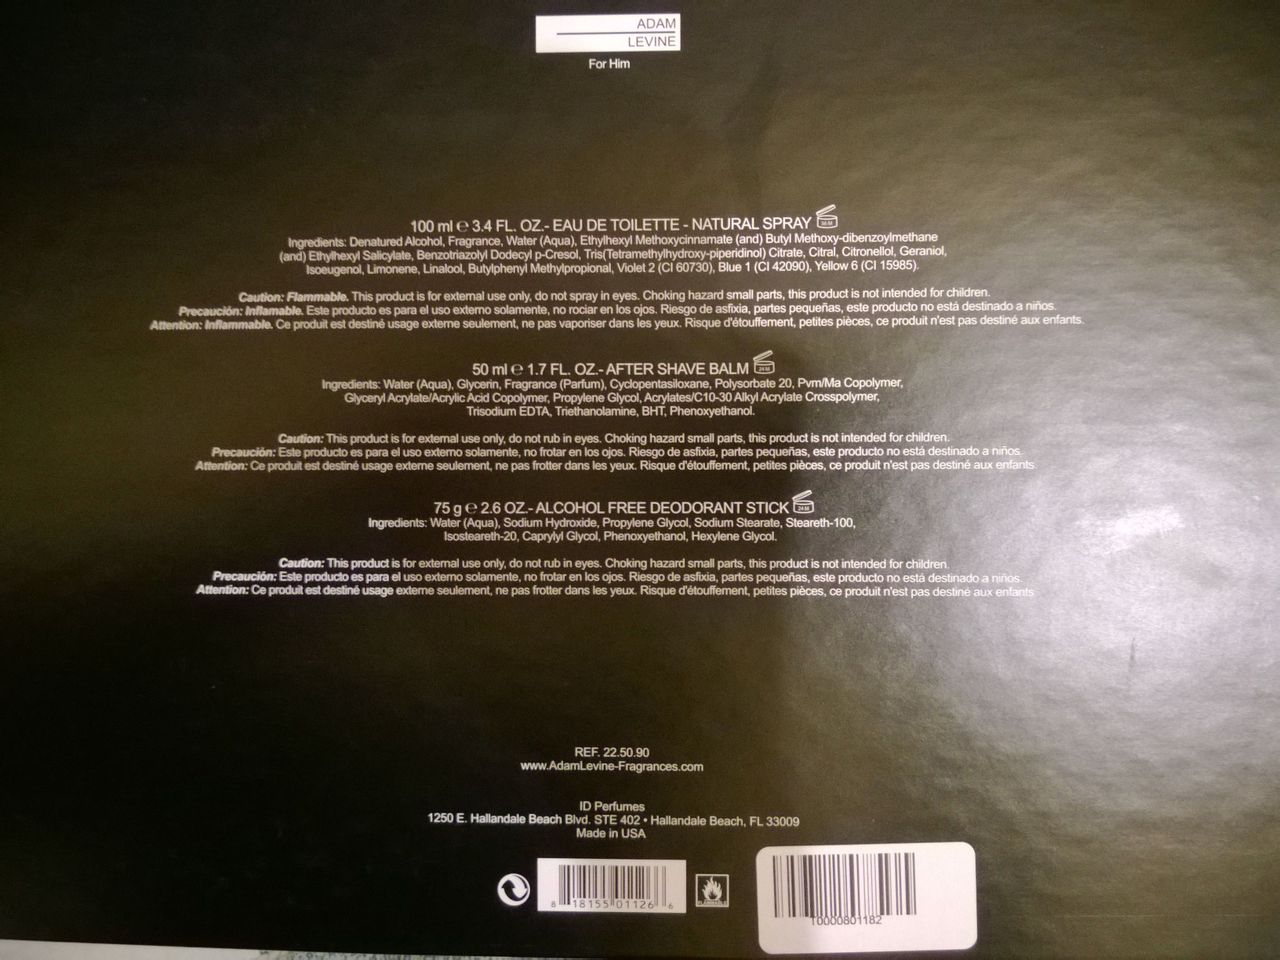 ADAM
LEVINE
For Him
100 ml e 3.4 FL. OZ.- EAU DE TOILETTE - NATURAL SPRAY
Ingredients: Denatured Alcohol, Fragrance, Water (Aqua), Ethylhexyl Methoxycinnamate (and) Butyl Methoxy-dibenzoylmethane
(and) Ethylhexyl Salicylate, Benzotriazolyl Dodecyl p-Cresol, Tris(Tetramethylhydroxy-piperidinol) Citrate, Citral, Citronellol, Geraniol,
Isoeugenol, Limonene, Linalool, Butylphenyl Methylpropional, Violet 2 (CI 60730), Blue 1 (CI 42090), Yellow 6 (CI 15985).
Caution: Flammable. This product is for external use only, do not spray in eyes. Choking hazard small parts, this product is not intended for children.
Precaución: Inflamable. Este producto es para el uso externo solamente, no rociar en los ojos. Riesgo de asfixia, partes pequeñas, este producto no está destinado a niños.
Attention: Inflammable. Ce produit est destiné usage externe seulement, ne pas vaporiser dans les yeux. Risque d'étouffement, petites pièces, ce produit n'est pas destiné aux enfants.
50 ml e 1.7 FL. OZ.- AFTER SHAVE BALM 24M
Ingredients: Water (Aqua), Glycerin, Fragrance (Parfum), Cyclopentasiloxane, Polysorbate 20, Pvm/Ma Copolymer,
Glyceryl Acrylate/Acrylic Acid Copolymer, Propylene Glycol, Acrylates/C10-30 Alkyl Acrylate Crosspolymer,
Trisodium EDTA, Triethanolamine, BHT, Phenoxyethanol.
Caution: This product is for external use only, do not rub in eyes. Choking hazard small parts, this product is not intended for children.
Precaución: Este producto es para el uso externo solamente, no frotar en los ojos. Riesgo de asfixia, partes pequeñas, este producto no está destinado a niños.
Attention: Ce produit est destiné usage externe seulement, ne pas frotter dans les yeux. Risque d'étouffement, petites pièces, ce produit n'est pas destiné aux enfants.
75 g e 2.6 OZ.- ALCOHOL FREE DEODORANT STICK 24M
Ingredients: Water (Aqua), Sodium Hydroxide, Propylene Glycol, Sodium Stearate, Steareth-100,
Isosteareth-20, Caprylyl Glycol, Phenoxyethanol, Hexylene Glycol.
Caution: This product is for external use only, do not rub in eyes. Choking hazard small parts, this product is not intended for children.
Precaución: Este producto es para el uso externo solamente, no frotar en los ojos. Riesgo de asfixia, partes pequeñas, este producto no está destinado a niños.
Attention: Ce produit est destiné usage externe seulement, ne pas frotter dans les yeux. Risque d'étouffement, petites pièces, ce produit n'est pas destiné aux enfants
REF. 22.50.90
www.AdamLevine-Fragrances.com
ID Perfumes
1250 E. Hallandale Beach Blvd. STE 402 • Hallandale Beach, FL 33009
Made in USA
8 18155 01126 6
T0000801182